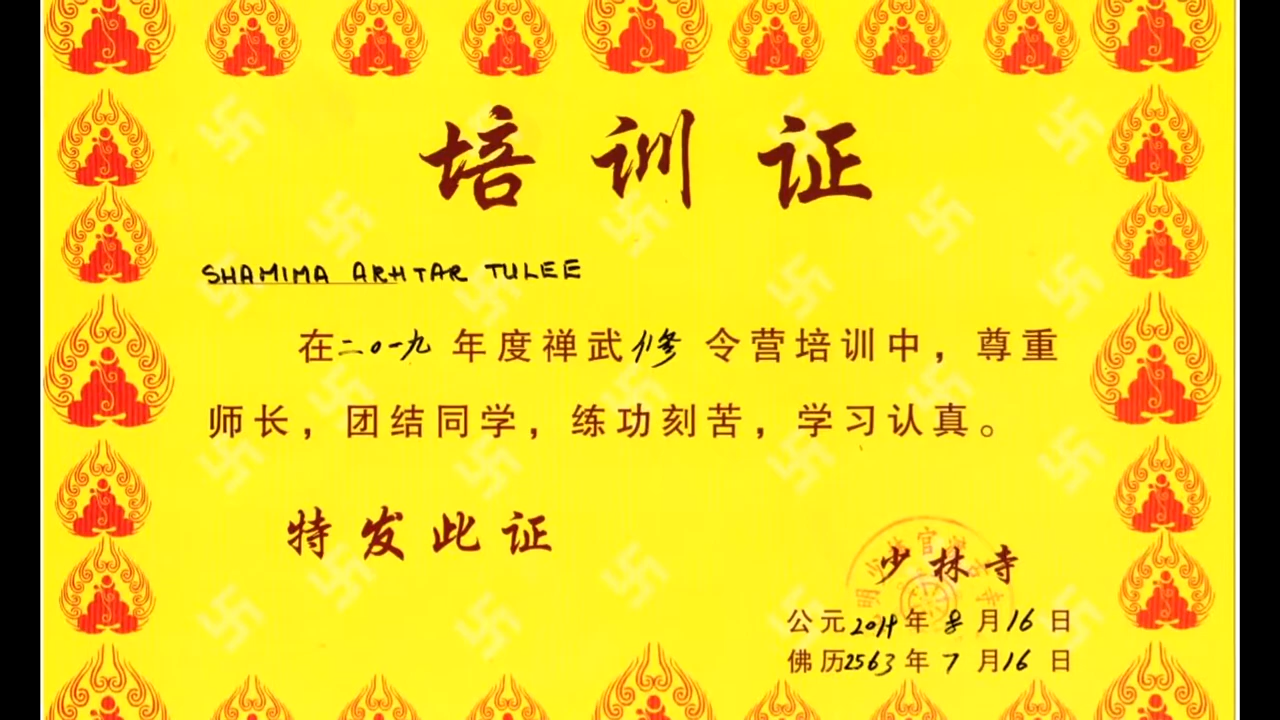 培训证
SHAMIMA AKHTAR TULEE
在二〇一九年度禅武修令营培训中，尊重
师长，团结同学，练功刻苦，学习认真。
特发此证
少林寺
公元2019年8月16日
佛历2563年7月16日